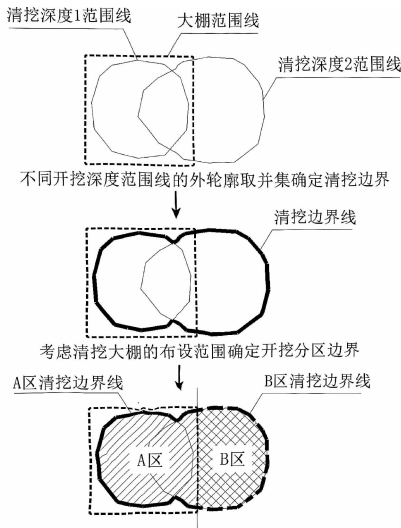 清挖深度1范围线
大棚范围线
清挖深度2范围线
不同开挖深度范围线的外轮廓取并集确定清挖边界
清挖边界线
考虑清挖大棚的布设范围确定开挖分区边界
A区清挖边界线
B区清挖边界线
A区
B区